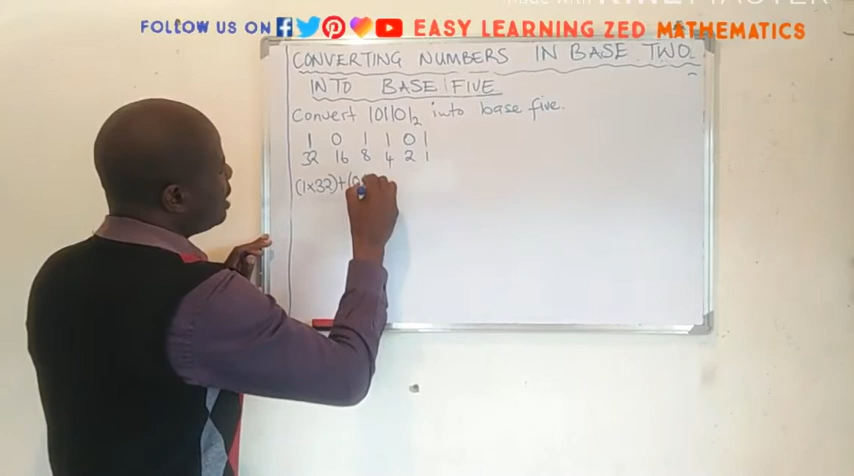 FOLLOW US ON EASY LEARNING ZED MATHEMATICS
CONVERTING NUMBERS IN BASE TWO
INTO BASE FIVE
Convert 101101₂ into base five.
1 0 1 1 0 1
32 16 8 4 2 1
(1×32)+(0